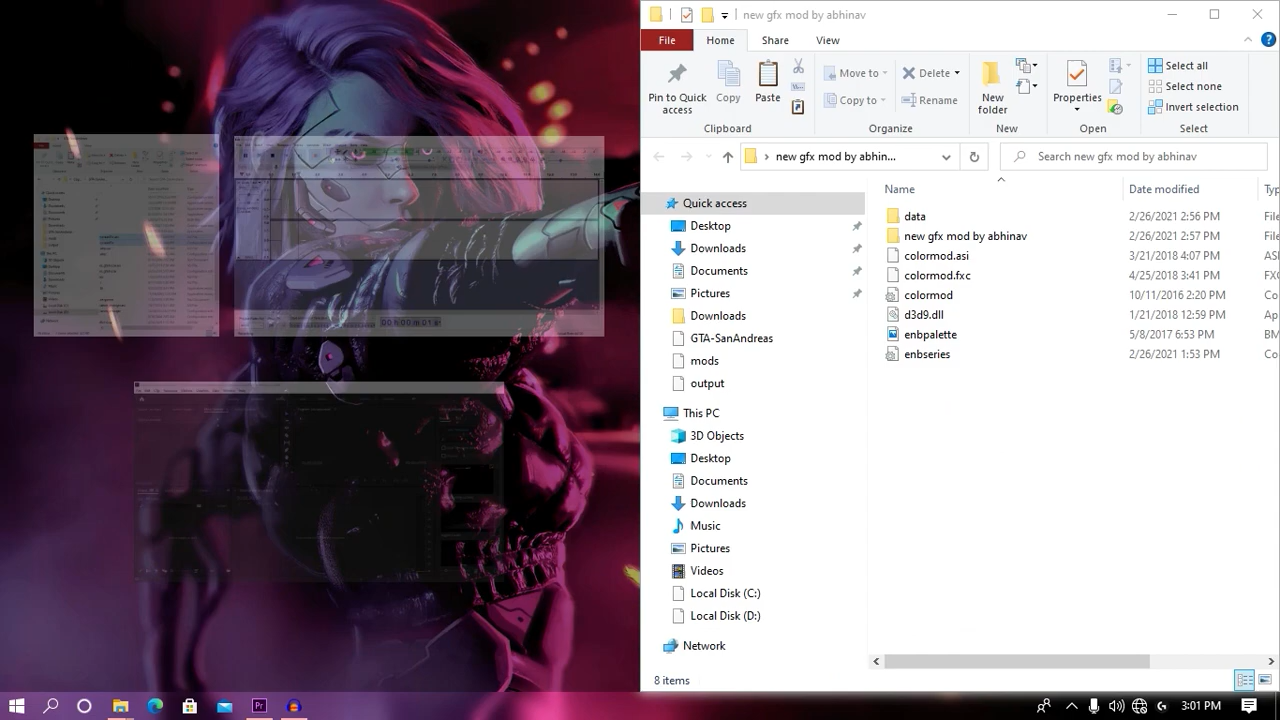 new gfx mod by abhinav
File
Home
Share
View
Pin to Quick access
Copy
Paste
Move to
Copy to
Delete
Rename
New folder
Properties
Select all
Select none
Invert selection
Clipboard
Organize
New
Open
Select
new gfx mod by abhin...
Search new gfx mod by abhinav
Name
Date modified
Ty
Quick access
Desktop
Downloads
Documents
Pictures
Downloads
GTA-SanAndreas
mods
output
This PC
3D Objects
Desktop
Documents
Downloads
Music
Pictures
Videos
Local Disk (C:)
Local Disk (D:)
Network
data 2/26/2021 2:56 PM File
new gfx mod by abhinav 2/26/2021 2:57 PM File
colormod.asi 3/21/2018 4:07 PM AS
colormod.fxc 4/25/2018 3:41 PM FX
colormod 10/11/2016 2:20 PM Co
d3d9.dll 1/21/2018 12:59 PM Ap
enbpalette 5/8/2017 6:53 PM BM
enbseries 2/26/2021 1:53 PM Co
8 items
Pr
3:01 PM